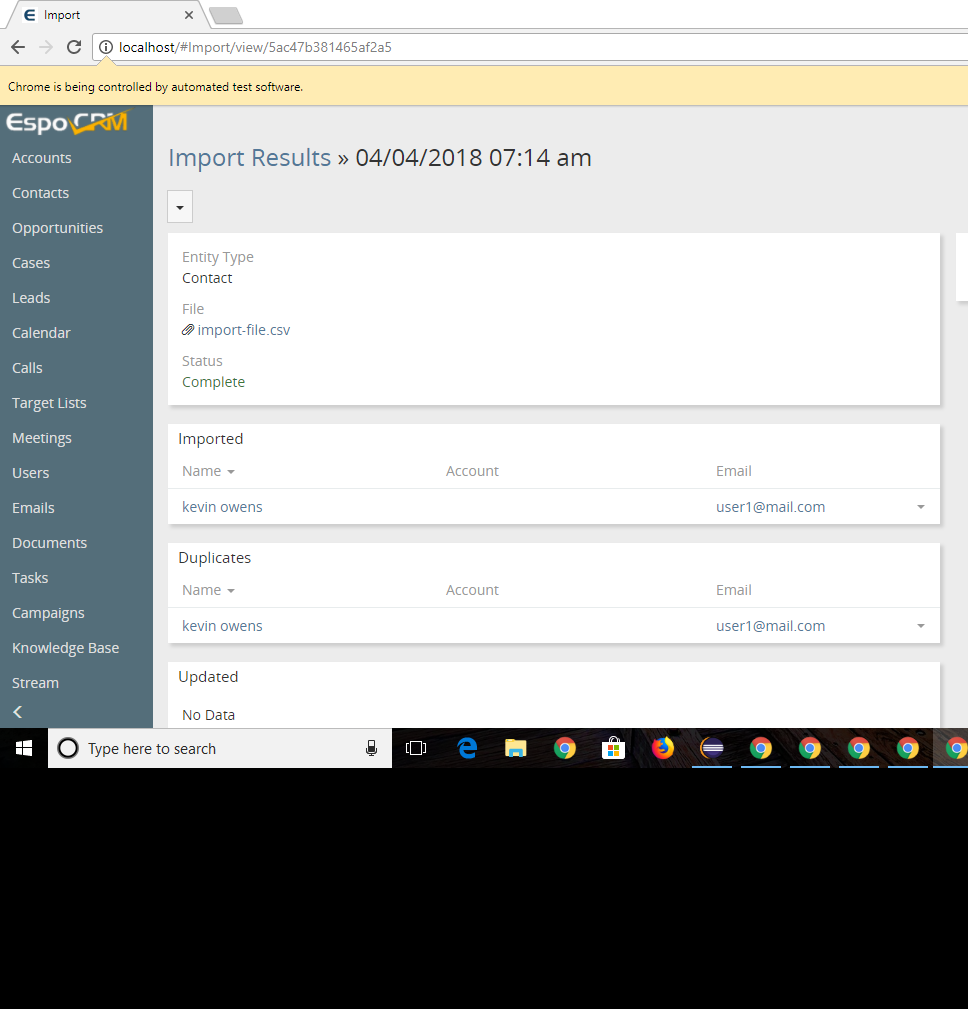 Import
localhost/#Import/view/5ac47b381465af2a5
Chrome is being controlled by automated test software.
EspoCRM
Accounts
Contacts
Opportunities
Cases
Leads
Calendar
Calls
Target Lists
Meetings
Users
Emails
Documents
Tasks
Campaigns
Knowledge Base
Stream
Import Results » 04/04/2018 07:14 am
Entity Type
Contact
File
import-file.csv
Status
Complete
Imported
Name Account Email
kevin owens user1@mail.com
Duplicates
Name Account Email
kevin owens user1@mail.com
Updated
No Data
Type here to search